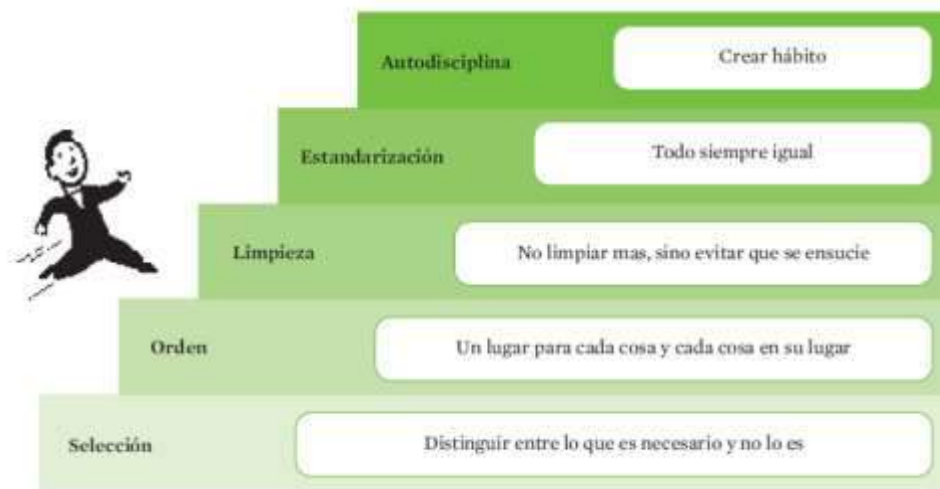 Autodisciplina
Crear hábito
Estandarización
Todo siempre igual
Limpieza
No limpiar mas, sino evitar que se ensucie
Orden
Un lugar para cada cosa y cada cosa en su lugar
Selección
Distinguir entre lo que es necesario y no lo es